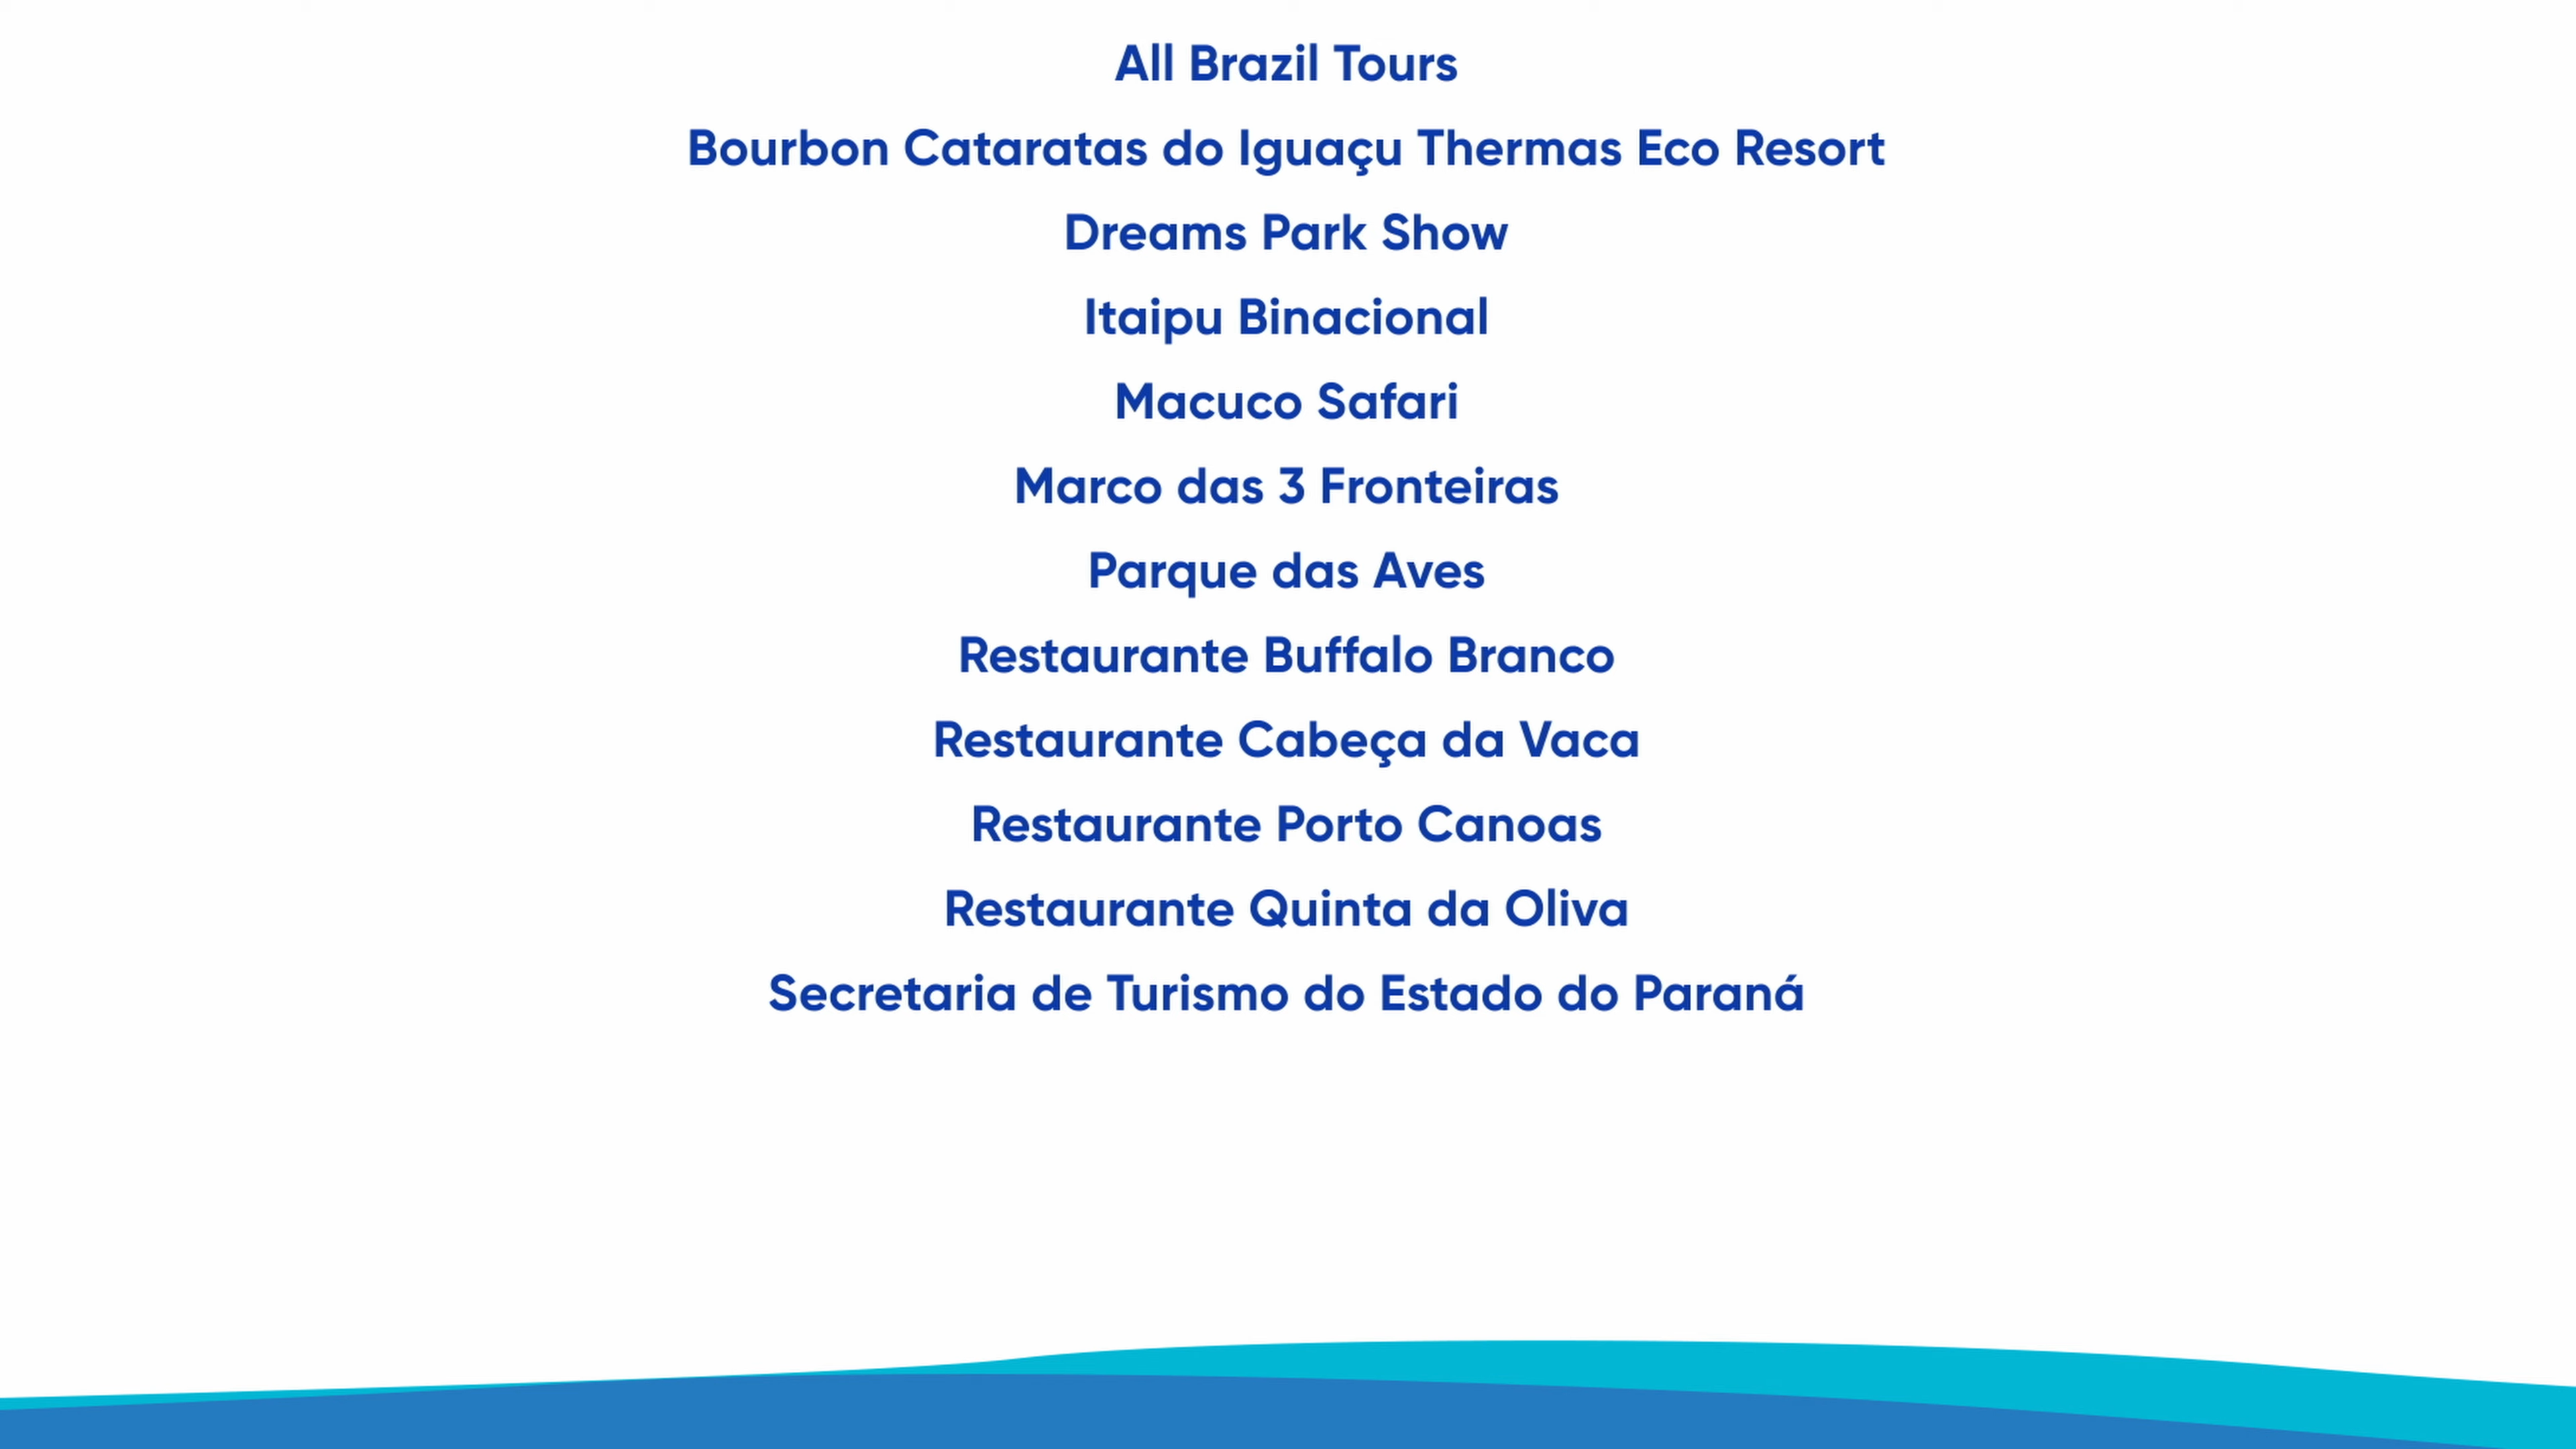 All Brazil Tours
Bourbon Cataratas do Iguaçu Thermas Eco Resort
Dreams Park Show
Itaipu Binacional
Macuco Safari
Marco das 3 Fronteiras
Parque das Aves
Restaurante Buffalo Branco
Restaurante Cabeça da Vaca
Restaurante Porto Canoas
Restaurante Quinta da Oliva
Secretaria de Turismo do Estado do Paraná